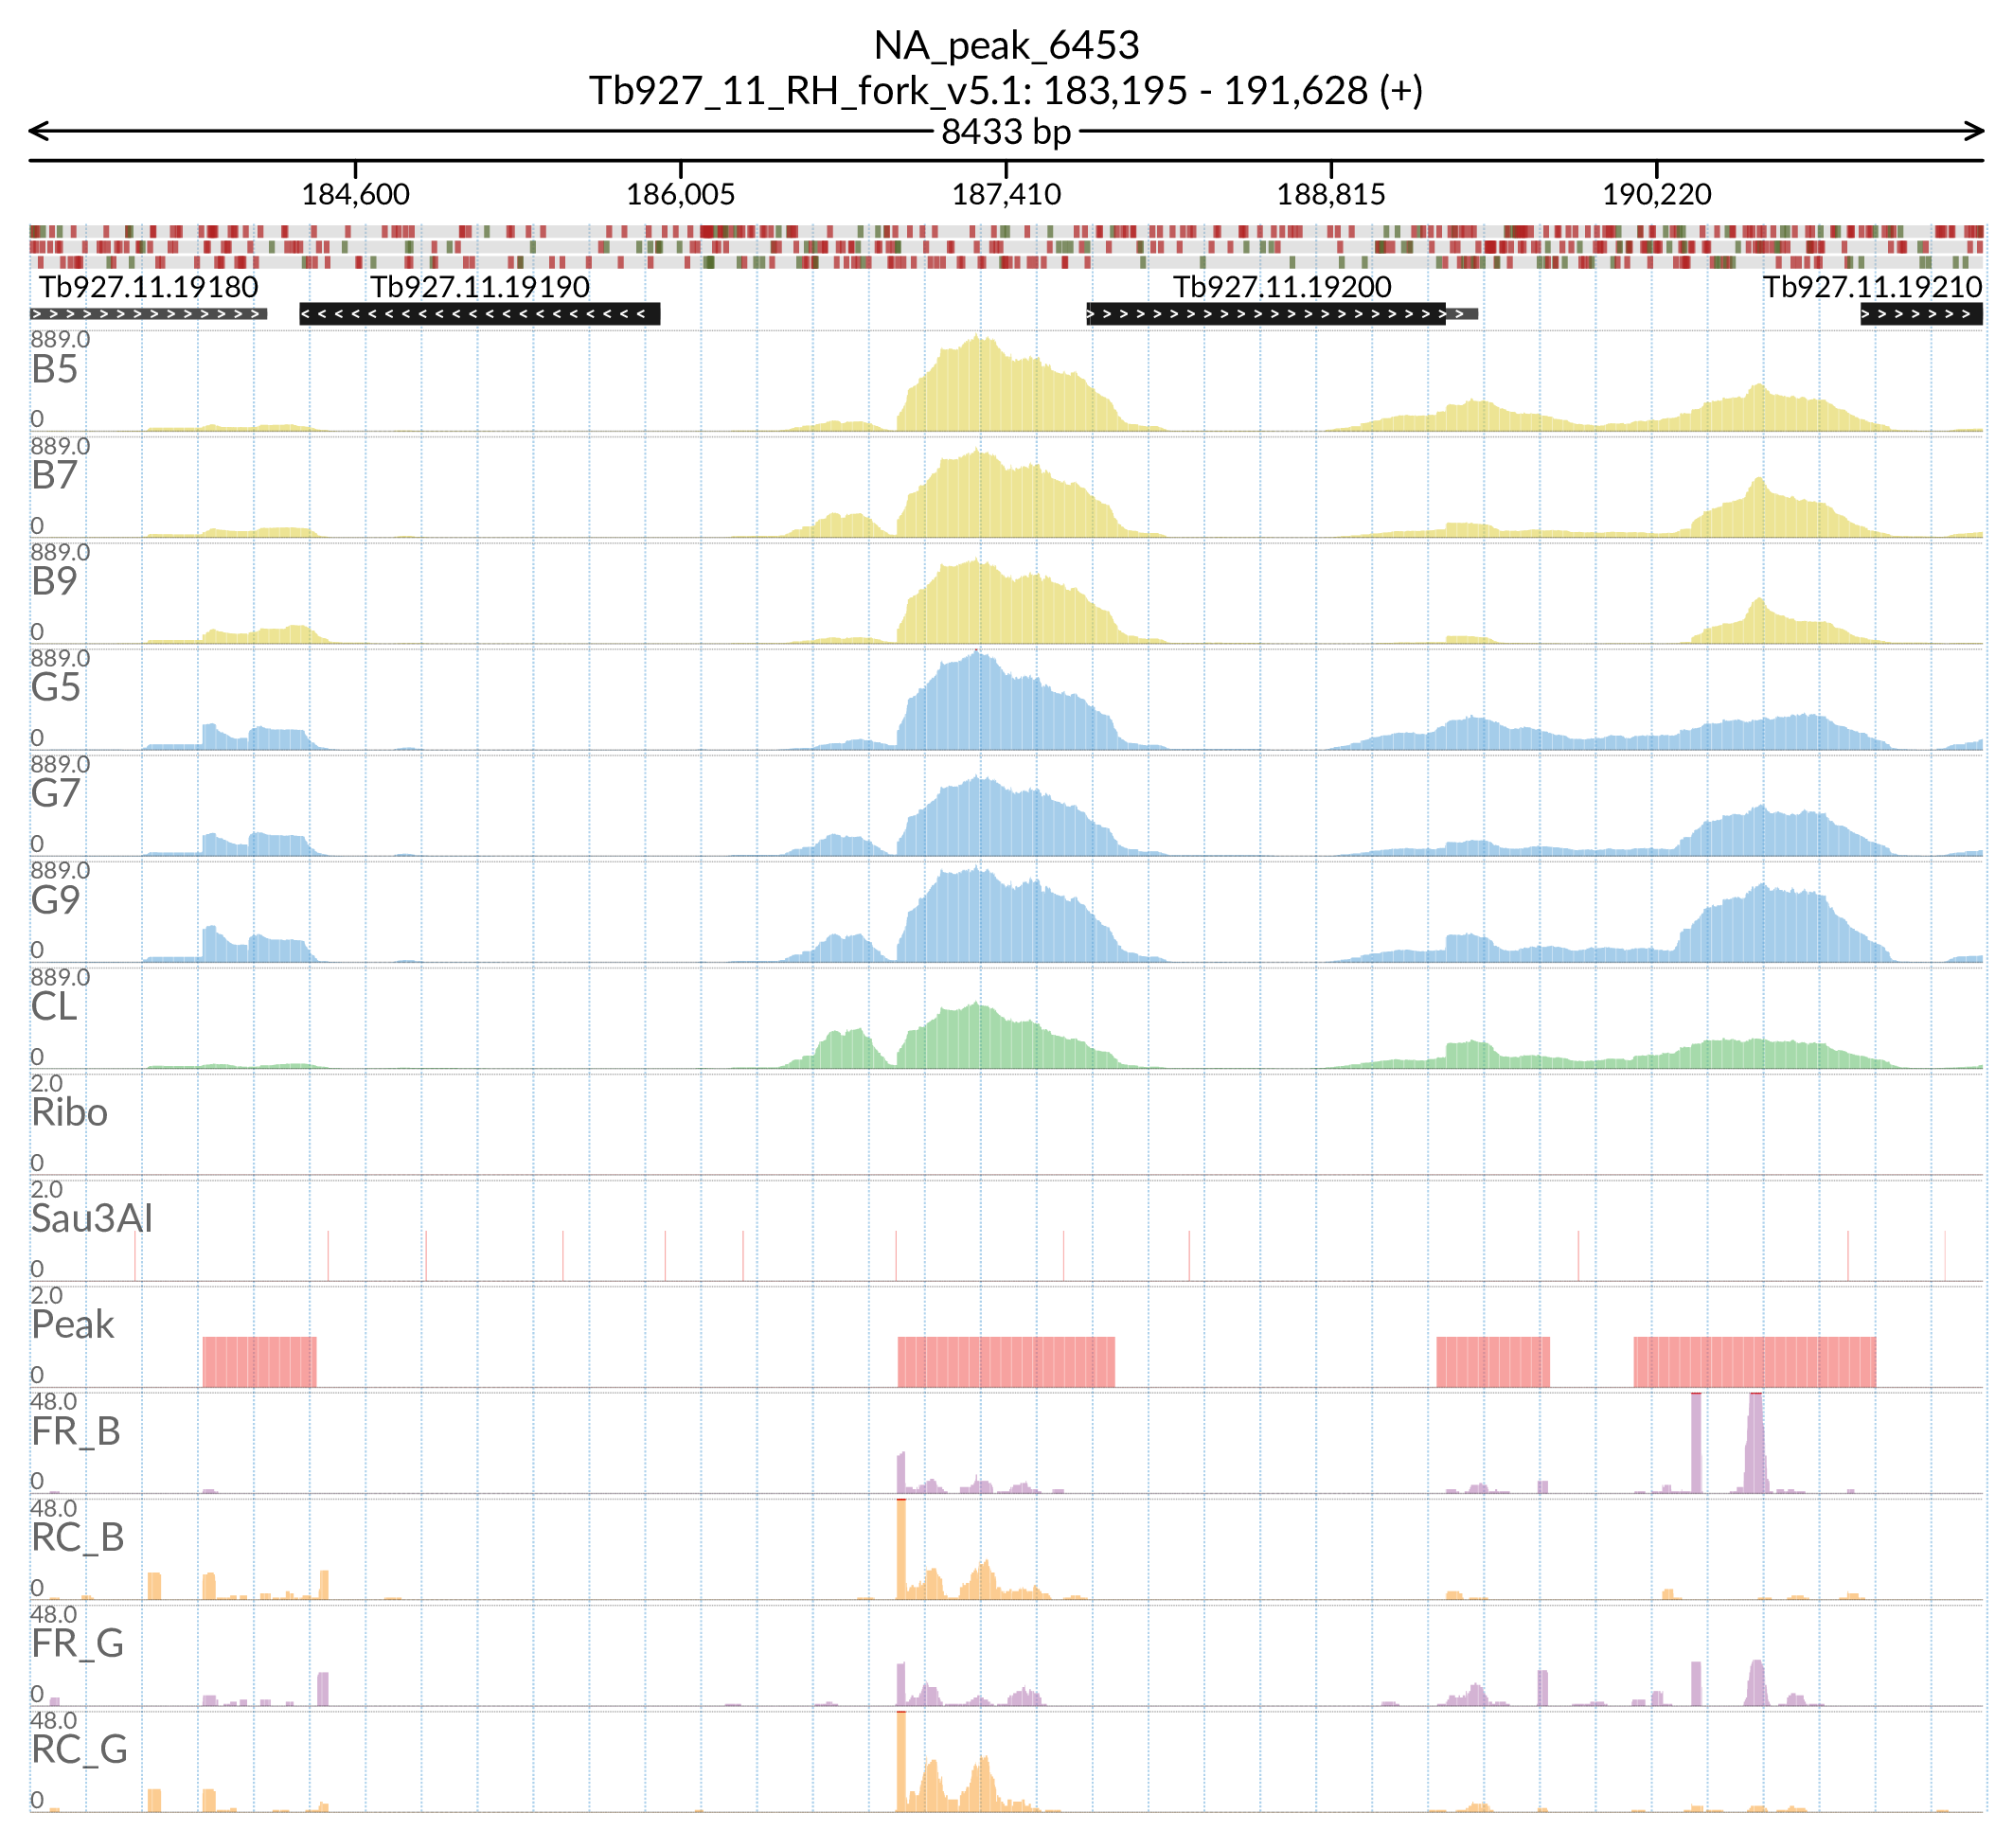 NA_peak_6453
Tb927_11_RH_fork_v5.1: 183,195 - 191,628 (+)
8433 bp
184,600 186,005 187,410 188,815 190,220
Tb927.11.19180 Tb927.11.19190 Tb927.11.19200 Tb927.11.19210
889.0
B5
0
889.0
B7
0
889.0
B9
0
889.0
G5
0
889.0
G7
0
889.0
G9
0
889.0
CL
0
2.0
Ribo
0
2.0
Sau3AI
0
2.0
Peak
0
48.0
FR_B
0
48.0
RC_B
0
48.0
FR_G
0
48.0
RC_G
0